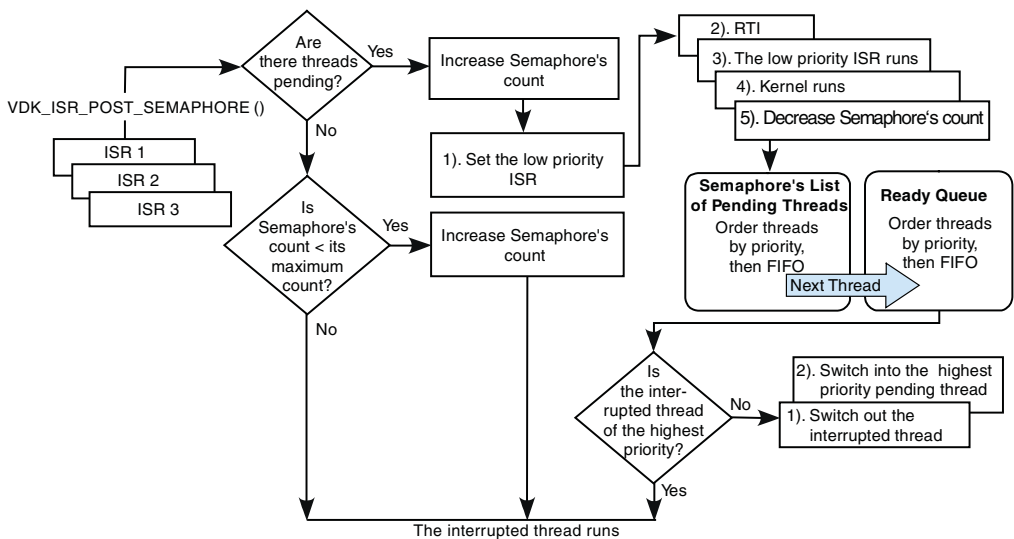 Are
there threads
pending?
Yes
No
VDK_ISR_POST_SEMAPHORE ()
ISR 1
ISR 2
ISR 3
Increase Semaphore's
count
1). Set the low priority
ISR
2). RTI
3). The low priority ISR runs
4). Kernel runs
5). Decrease Semaphore‘s count
Is
Semaphore's
count < its
maximum
count?
Yes
No
Increase Semaphore's
count
Semaphore's List
of Pending Threads
Order threads
by priority,
then FIFO
Next Thread
Ready Queue
Order threads
by priority,
then FIFO
Is
the inter-
rupted thread
of the highest
priority?
No
Yes
2). Switch into the highest
priority pending thread
1). Switch out the
interrupted thread
The interrupted thread runs